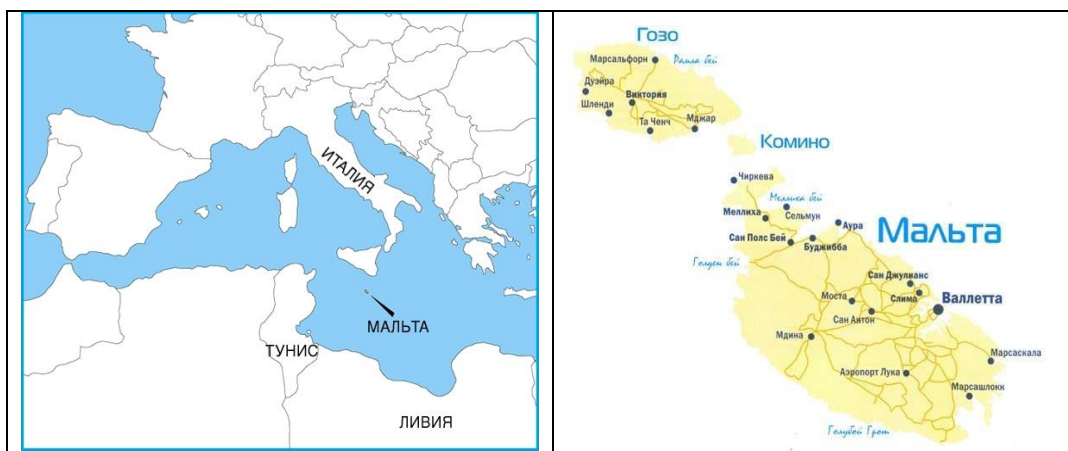 ИТАЛИЯ
МАЛЬТА
ТУНИС
ЛИВИЯ
Гозо
Марсальфорн
Рамла бей
Дуэйра
Виктория
Шленди
Та Ченч
Мджар
Комино
Чиркева
Меллиха бей
Меллиха
Сельмун
Аура
Мальта
Сан Полс Бей
Буджибба
Голден бей
Сан Джулианс
Моста
Слима
Валлетта
Сан Антон
Мдина
Марсаскала
Аэропорт Лука
Марсашлокк
Голубой Грот